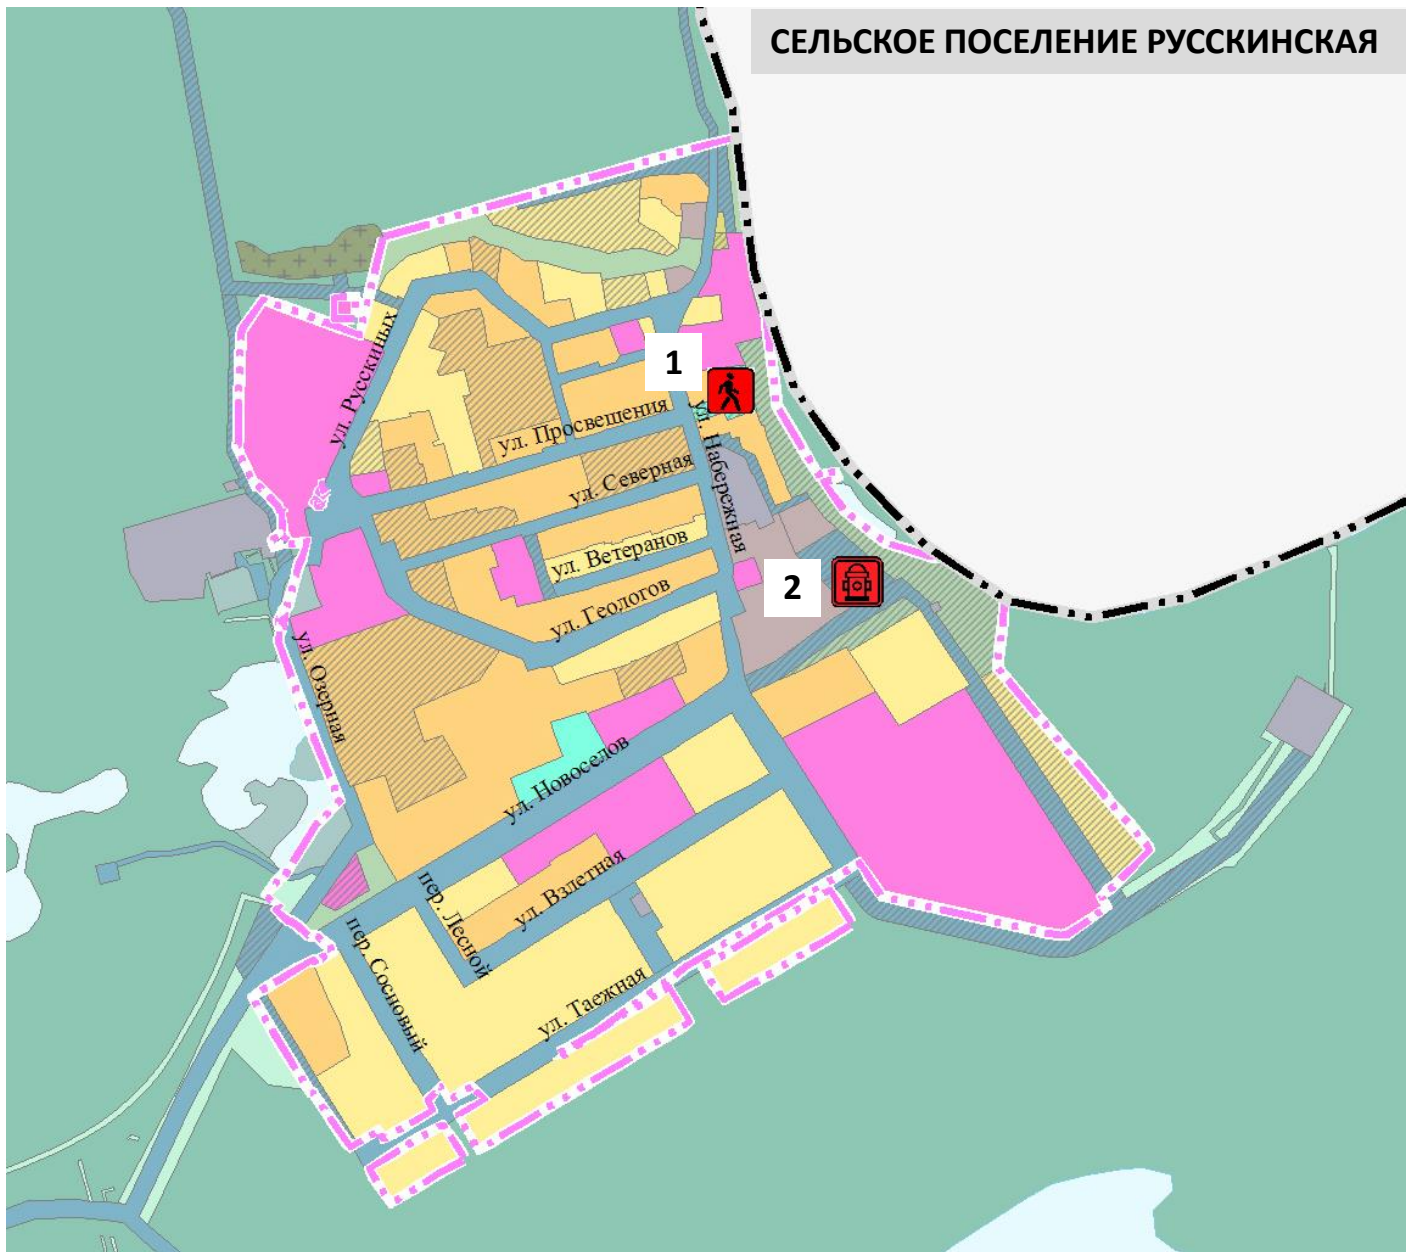 СЕЛЬСКОЕ ПОСЕЛЕНИЕ РУССКИНСКАЯ
ул. Русскиных
1
ул. Просвещения
ул. Набережная
ул. Северная
ул. Ветеранов
2
ул. Геологов
ул. Озерная
ул. Новоселов
ул. Взлетная
пер. Лесной
пер. Сосновый
ул. Таежная